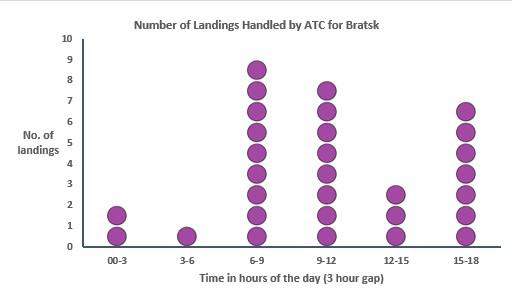 Number of Landings Handled by ATC for Bratsk
10
9
8
7
6
5
4
3
2
1
0
No. of
landings
00-3 3-6 6-9 9-12 12-15 15-18
Time in hours of the day (3 hour gap)